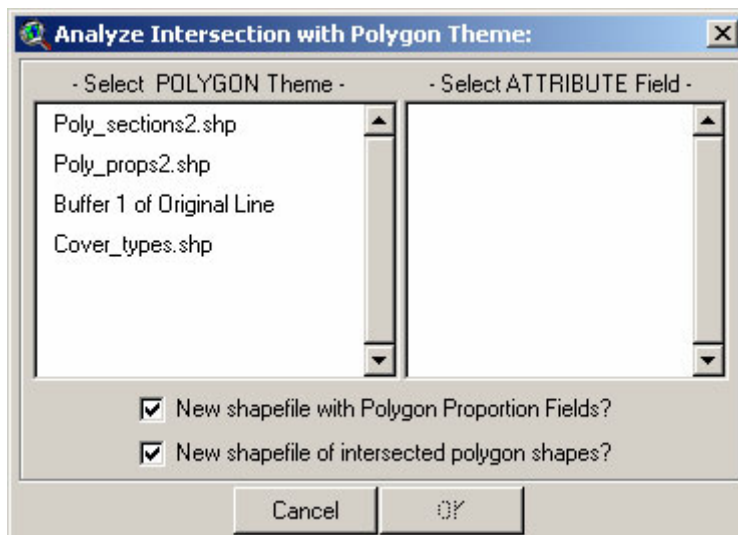 Analyze Intersection with Polygon Theme:
- Select POLYGON Theme -
- Select ATTRIBUTE Field -
Poly_sections2.shp
Poly_props2.shp
Buffer 1 of Original Line
Cover_types.shp
New shapefile with Polygon Proportion Fields?
New shapefile of intersected polygon shapes?
Cancel
OK